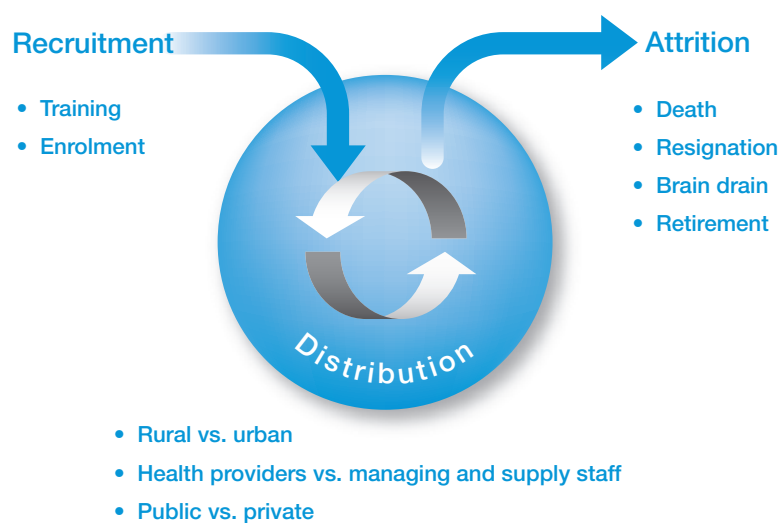 Recruitment
• Training
• Enrolment
Attrition
• Death
• Resignation
• Brain drain
• Retirement
Distribution
• Rural vs. urban
• Health providers vs. managing and supply staff
• Public vs. private